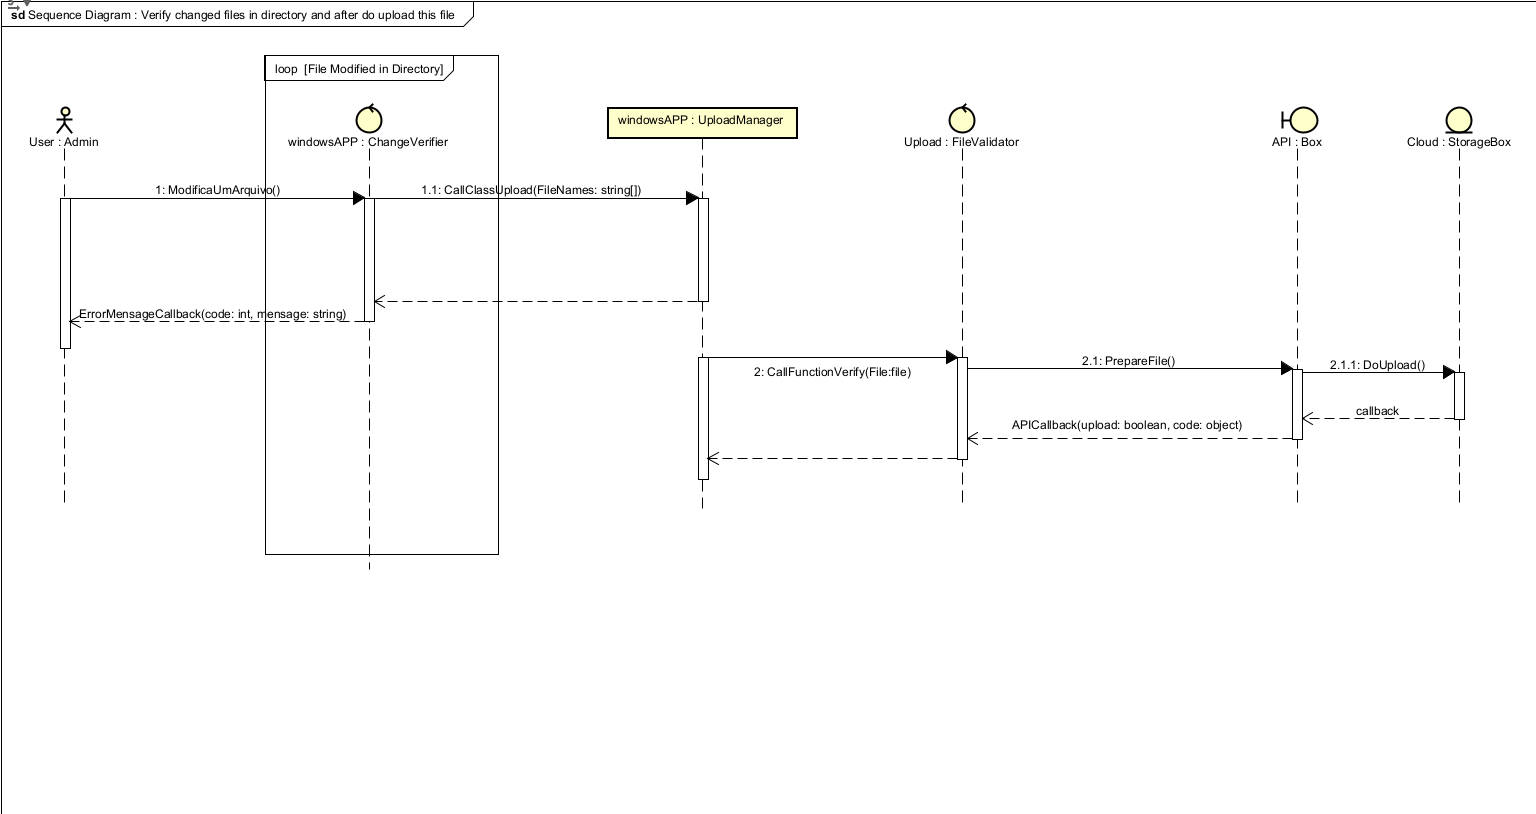 sd Sequence Diagram : Verify changed files in directory and after do upload this file
loop [File Modified in Directory]
User : Admin
windowsAPP : ChangeVerifier
windowsAPP : UploadManager
Upload : FileValidator
API : Box
Cloud : StorageBox
1: ModificaUmArquivo()
1.1: CallClassUpload(FileNames: string[])
ErrorMensageCallback(code: int, mensage: string)
2: CallFunctionVerify(File:file)
2.1: PrepareFile()
2.1.1: DoUpload()
callback
APICallback(upload: boolean, code: object)